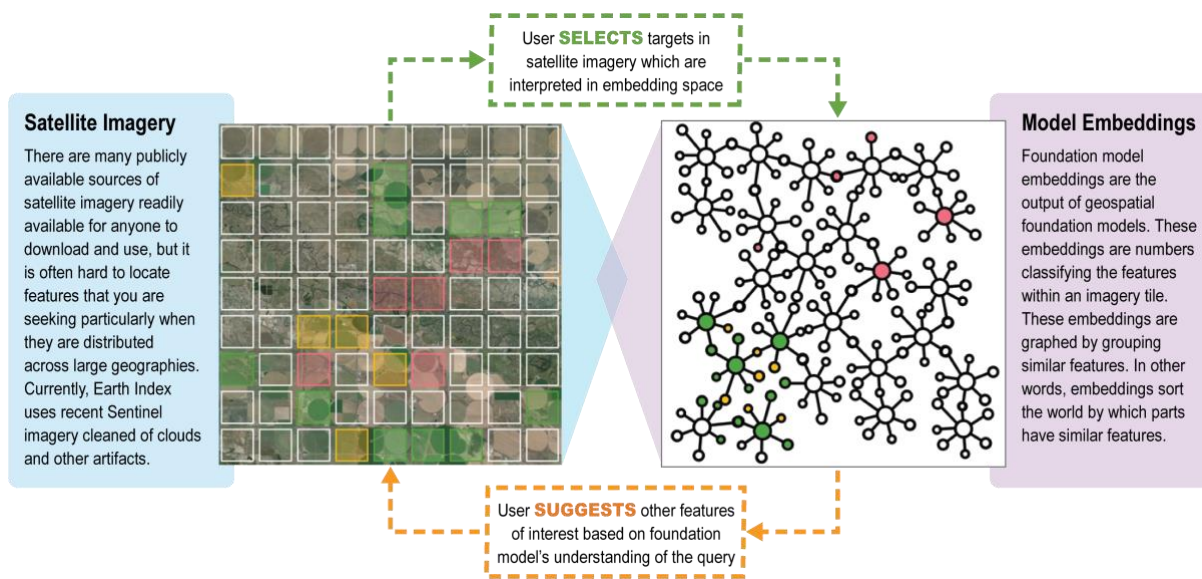 User SELECTS targets in
satellite imagery which are
interpreted in embedding space
Satellite Imagery
There are many publicly
available sources of
satellite imagery readily
available for anyone to
download and use, but it
is often hard to locate
features that you are
seeking particularly when
they are distributed
across large geographies.
Currently, Earth Index
uses recent Sentinel
imagery cleaned of clouds
and other artifacts.
Model Embeddings
Foundation model
embeddings are the
output of geospatial
foundation models. These
embeddings are numbers
classifying the features
within an imagery tile.
These embeddings are
graphed by grouping
similar features. In other
words, embeddings sort
the world by which parts
have similar features.
User SUGGESTS other features
of interest based on foundation
model's understanding of the query